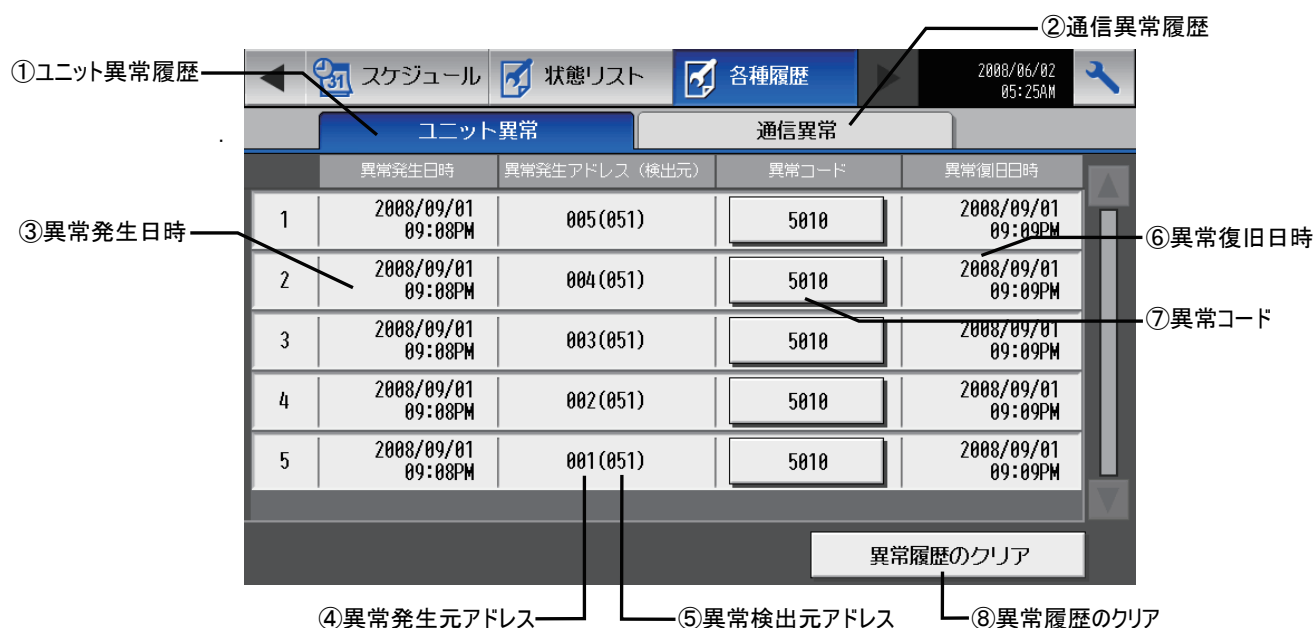 ②通信異常履歴
①ユニット異常履歴
31 スケジュール 状態リスト 各種履歴 2008/06/02
05:25AM
ユニット異常 通信異常
異常発生日時 異常発生アドレス（検出元） 異常コード 異常復旧日時
1 2008/09/01 09:08PM 005(051) 5010 2008/09/01 09:09PM
③異常発生日時
⑥異常復旧日時
2 2008/09/01 09:08PM 004(051) 5010 2008/09/01 09:09PM
⑦異常コード
3 2008/09/01 09:08PM 003(051) 5010 2008/09/01 09:09PM
4 2008/09/01 09:08PM 002(051) 5010 2008/09/01 09:09PM
5 2008/09/01 09:08PM 001(051) 5010 2008/09/01 09:09PM
異常履歴のクリア
④異常発生元アドレス ⑤異常検出元アドレス ⑧異常履歴のクリア